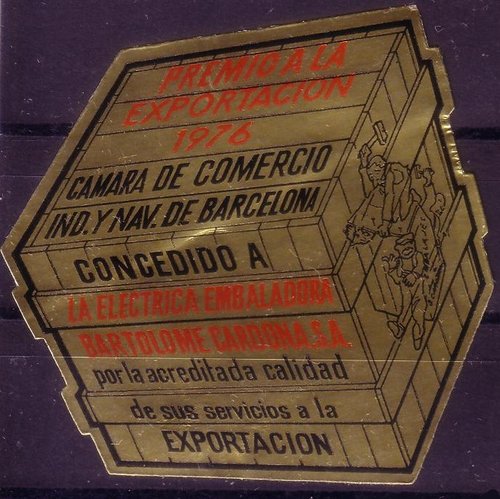 PREMIO A LA
EXPORTACION
1976
CAMARA DE COMERCIO
IND. Y NAV. DE BARCELONA
CONCEDIDO A
LA ELECTRICA EMBALADORA
BARTOLOME CARDONA, S.A.
por la acreditada calidad
de sus servicios a la
EXPORTACION